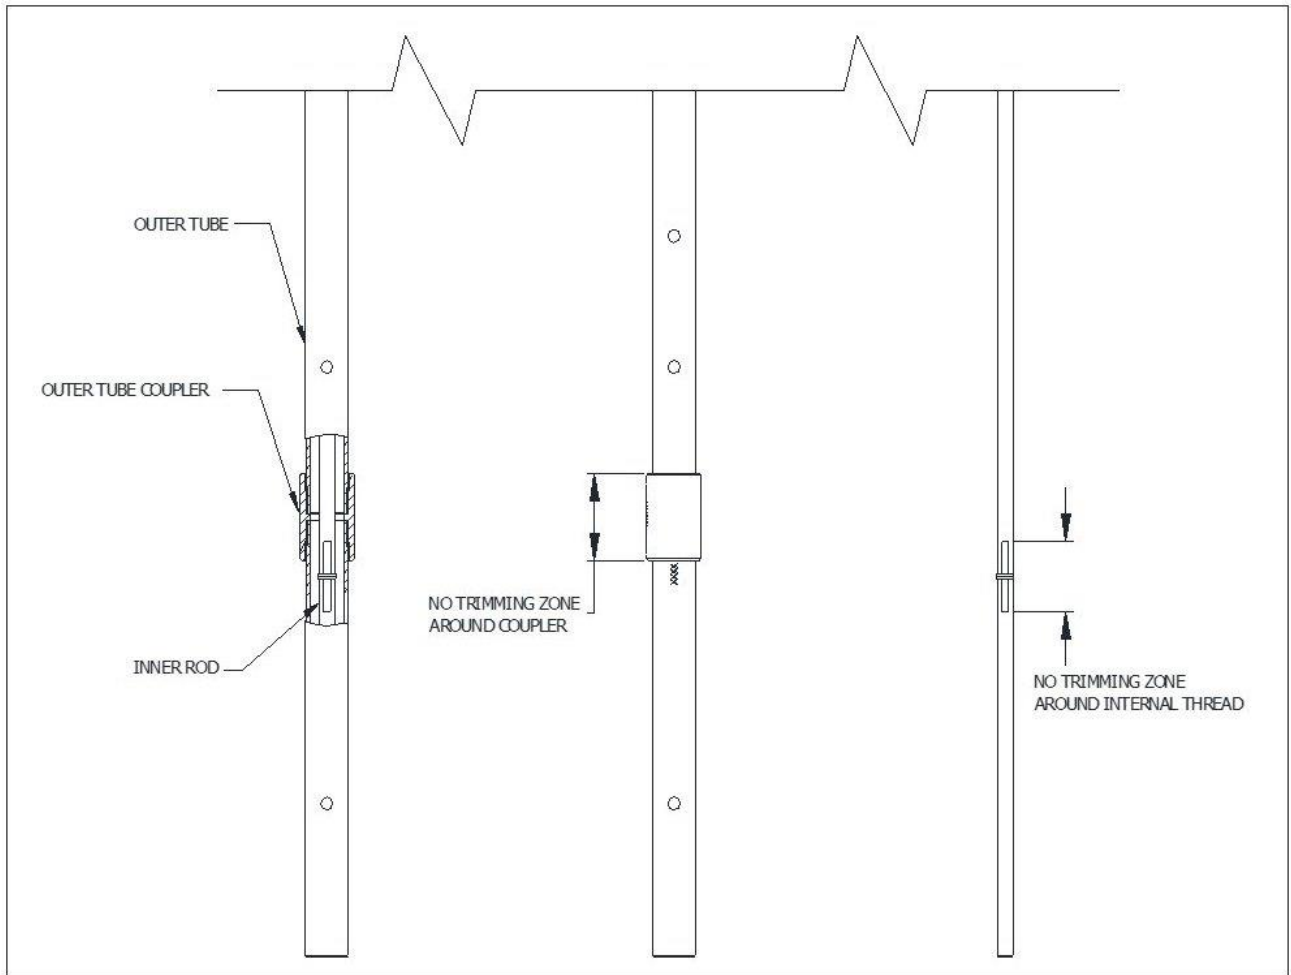 OUTER TUBE
OUTER TUBE COUPLER
NO TRIMMING ZONE
AROUND COUPLER
INNER ROD
NO TRIMMING ZONE
AROUND INTERNAL THREAD